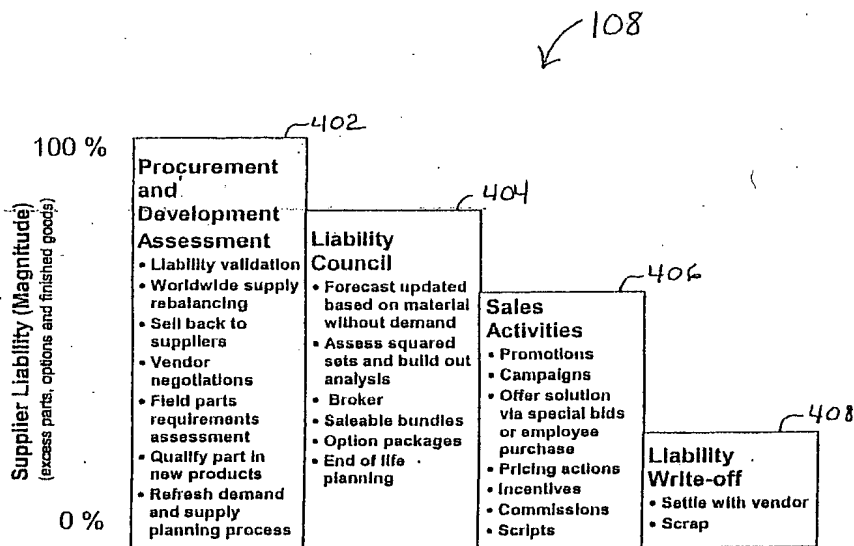 108
402
100 %
Procurement
and
Development
Assessment
• Liability validation
• Worldwide supply
rebalancing
• Sell back to
suppliers
• Vendor
negotiations
• Field parts
requirements
assessment
• Qualify part in
new products
• Refresh demand
and supply
planning process
404
Liability
Council
• Forecast updated
based on material
without demand
• Assess squared
sets and build out
analysis
• Broker
• Saleable bundles
• Option packages
• End of life
planning
406
Sales
Activities
• Promotions
• Campaigns
• Offer solution
via special bids
or employee
purchase
• Pricing actions
• Incentives
• Commissions
• Scripts
408
Liability
Write-off
• Settle with vendor
• Scrap
Supplier Liability (Magnitude)
(excess parts, options and finished goods)
0 %